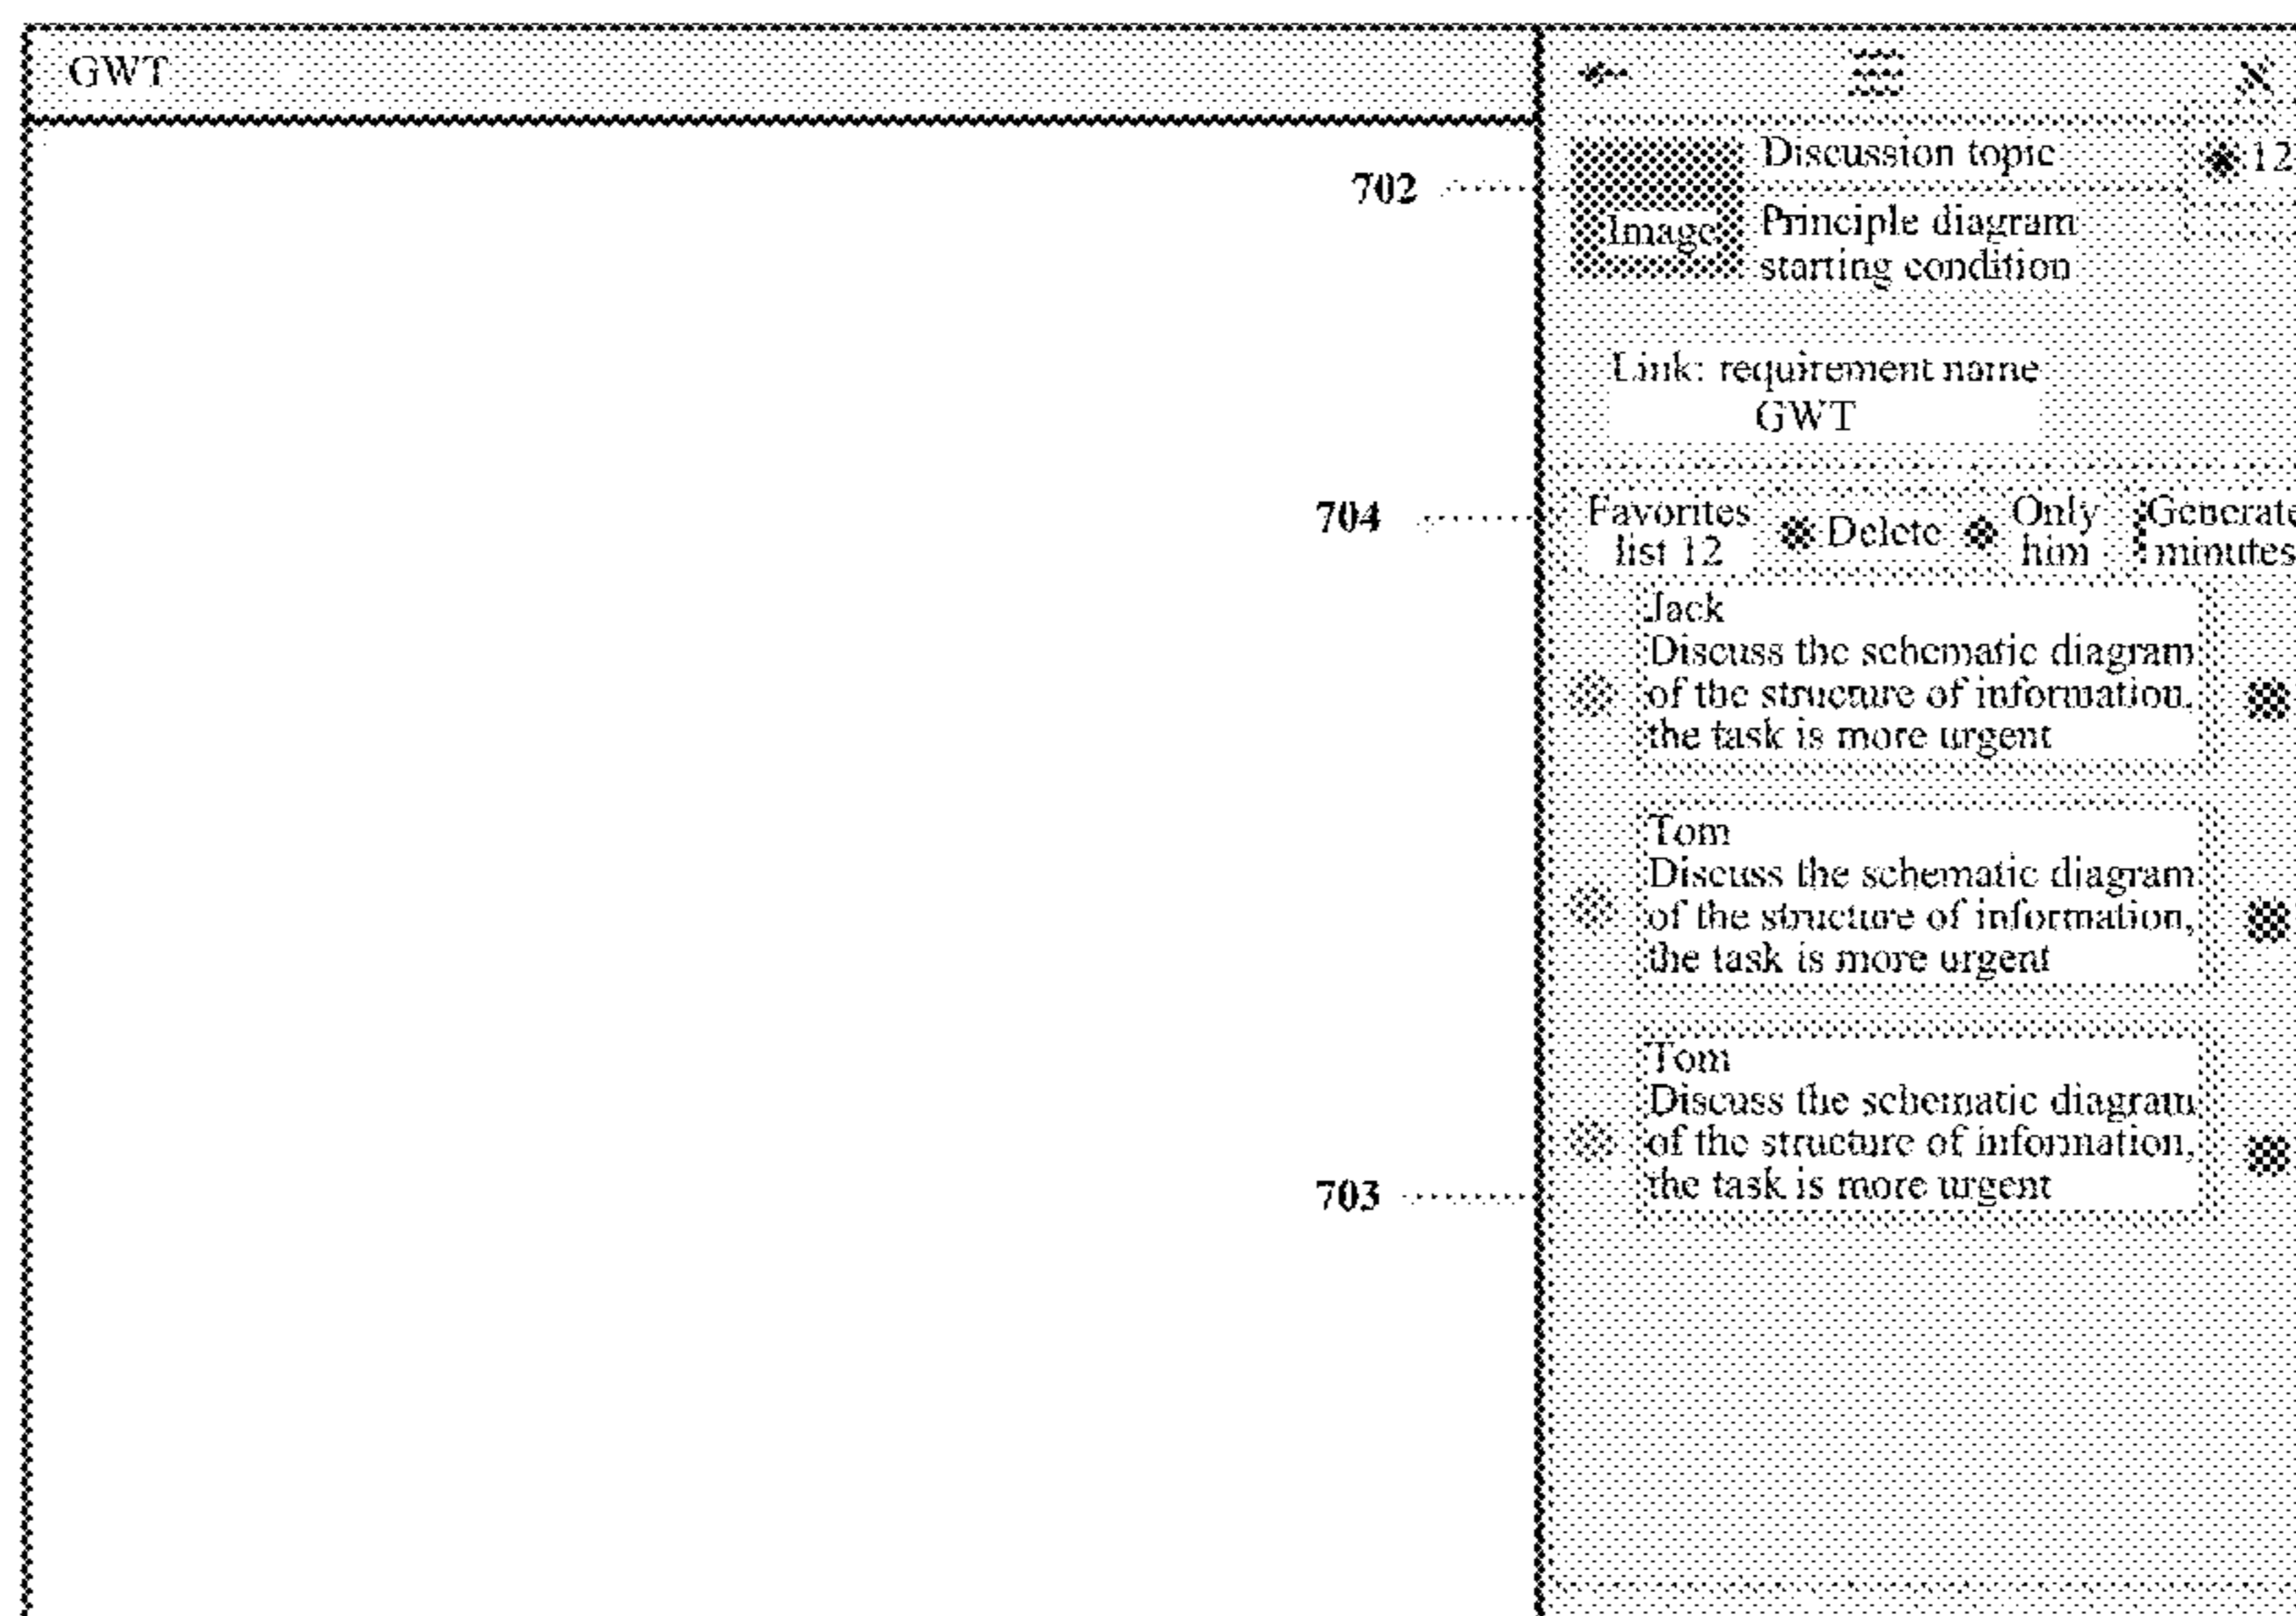 GWT
702
12
Discussion topic
Image
Principle diagram
starting condition
Link: requirement name
GWT
704
Favorites
list 12
Delete
Only
him
Generate
minutes
Jack
Discuss the schematic diagram
of the structure of information,
the task is more urgent
Tom
Discuss the schematic diagram
of the structure of information,
the task is more urgent
Tom
Discuss the schematic diagram
of the structure of information,
the task is more urgent
703